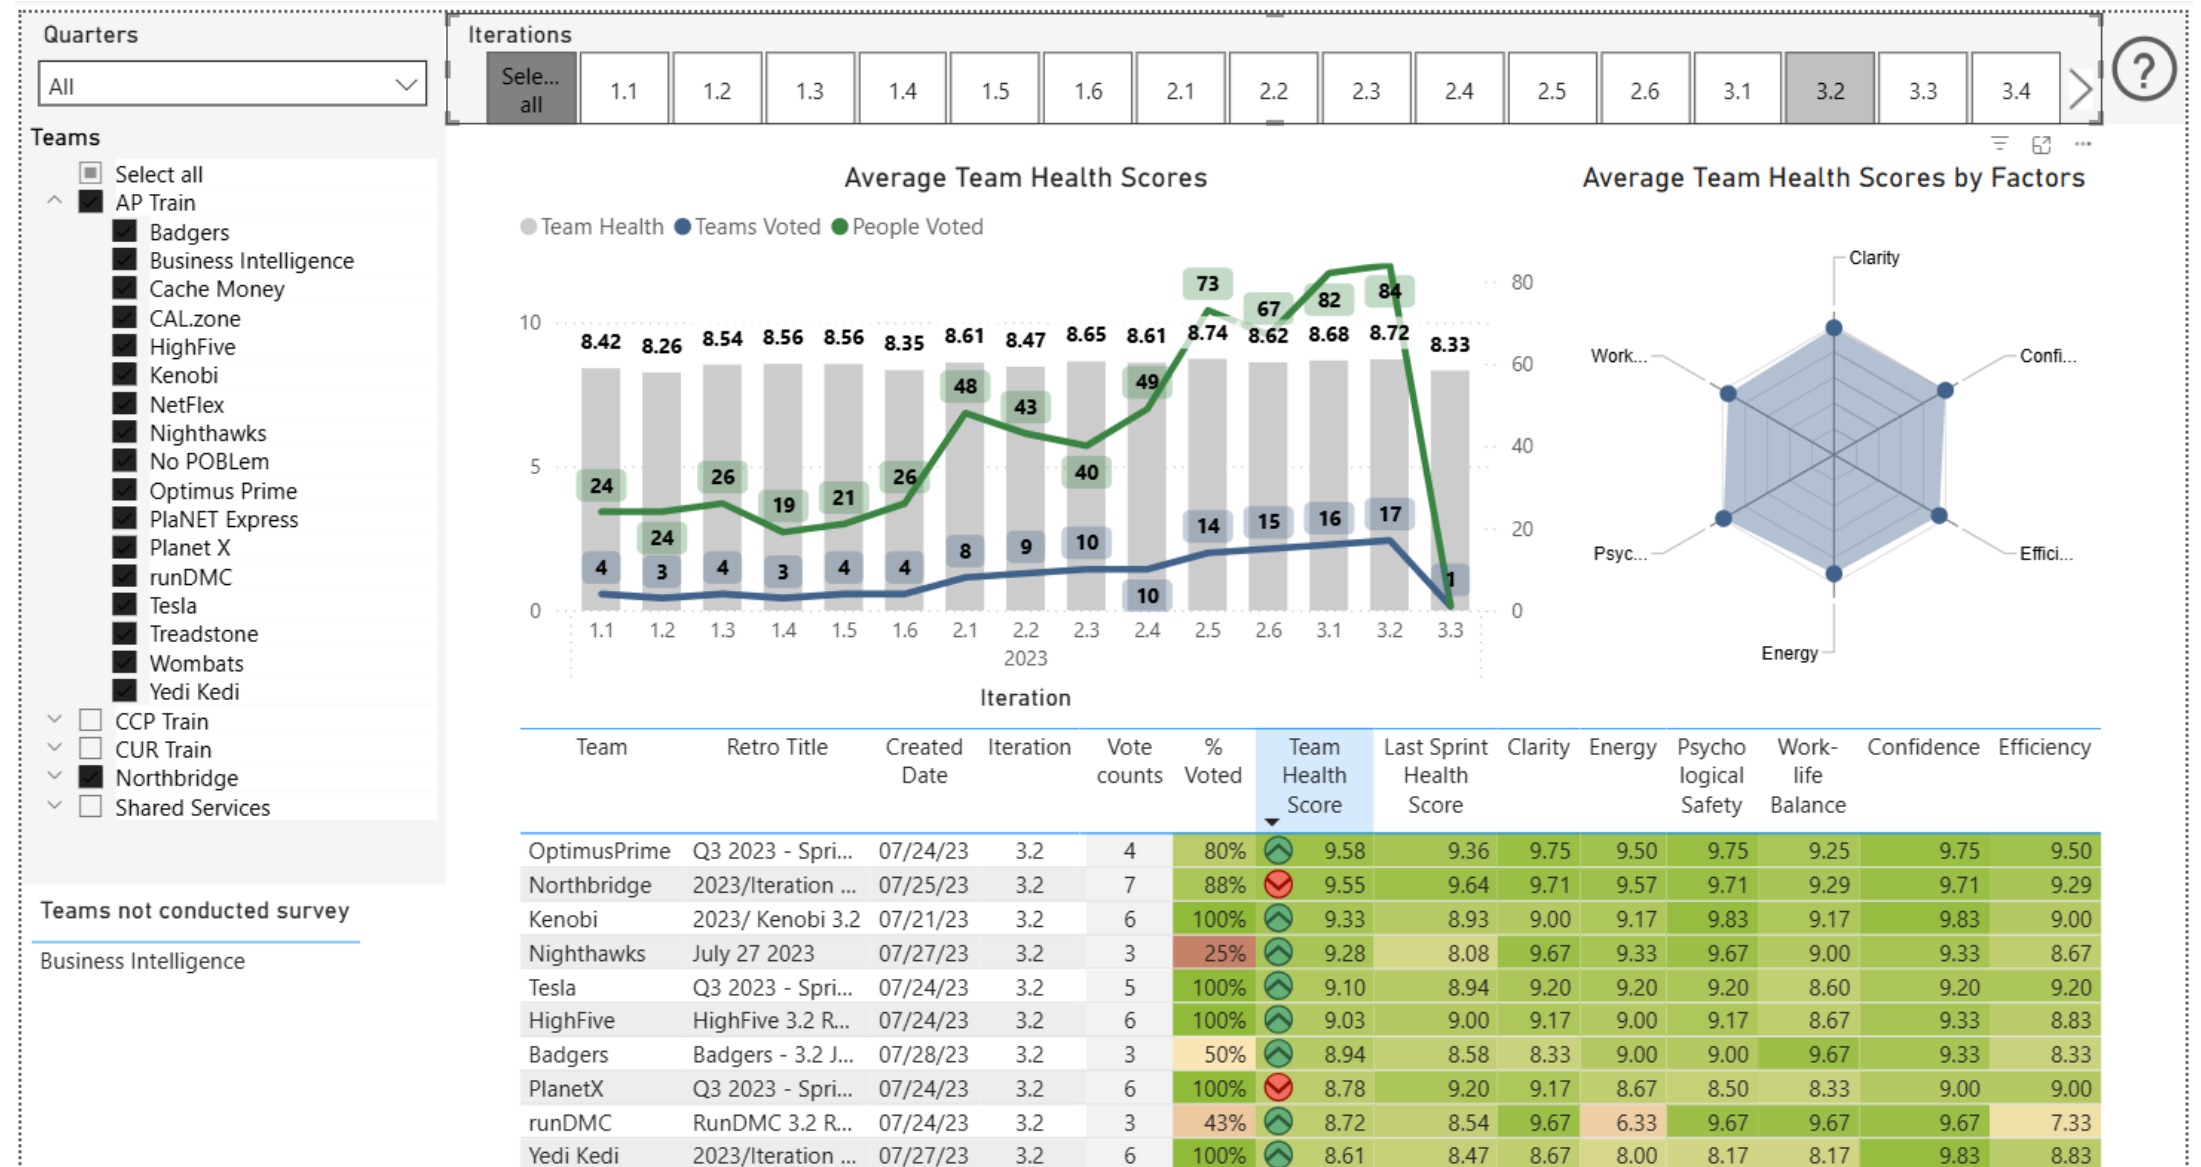 Quarters
All
Iterations
Sele... all
1.1
1.2
1.3
1.4
1.5
1.6
2.1
2.2
2.3
2.4
2.5
2.6
3.1
3.2
3.3
3.4
?
Teams
Select all
AP Train
Badgers
Business Intelligence
Cache Money
CAL.zone
HighFive
Kenobi
NetFlex
Nighthawks
No POBLem
Optimus Prime
PlaNET Express
Planet X
runDMC
Tesla
Treadstone
Wombats
Yedi Kedi
CCP Train
CUR Train
Northbridge
Shared Services
Teams not conducted survey
Business Intelligence
Average Team Health Scores
Team Health Teams Voted People Voted
10
5
0
80
60
40
20
0
8.42 8.26 8.54 8.56 8.56 8.35 8.61 8.47 8.65 8.61 8.74 8.62 8.68 8.72 8.33
24 24 26 19 21 26 48 43 40 49 73 67 82 84
4 3 4 3 4 4 8 9 10 10 14 15 16 17 1
1.1 1.2 1.3 1.4 1.5 1.6 2.1 2.2 2.3 2.4 2.5 2.6 3.1 3.2 3.3
2023
Iteration
Average Team Health Scores by Factors
Clarity
Confi...
Effici...
Energy
Psyc...
Work...
Team Retro Title Created Date Iteration Vote counts % Voted Team Health Score Last Sprint Health Score Clarity Energy Psycho logical Safety Work- life Balance Confidence Efficiency
OptimusPrime Q3 2023 - Spri... 07/24/23 3.2 4 80% 9.58 9.36 9.75 9.50 9.75 9.25 9.75 9.50
Northbridge 2023/Iteration ... 07/25/23 3.2 7 88% 9.55 9.64 9.71 9.57 9.71 9.29 9.71 9.29
Kenobi 2023/ Kenobi 3.2 07/21/23 3.2 6 100% 9.33 8.93 9.00 9.17 9.83 9.17 9.83 9.00
Nighthawks July 27 2023 07/27/23 3.2 3 25% 9.28 8.08 9.67 9.33 9.67 9.00 9.33 8.67
Tesla Q3 2023 - Spri... 07/24/23 3.2 5 100% 9.10 8.94 9.20 9.20 9.20 8.60 9.20 9.20
HighFive HighFive 3.2 R... 07/24/23 3.2 6 100% 9.03 9.00 9.17 9.00 9.17 8.67 9.33 8.83
Badgers Badgers - 3.2 J... 07/28/23 3.2 3 50% 8.94 8.58 8.33 9.00 9.00 9.67 9.33 8.33
PlanetX Q3 2023 - Spri... 07/24/23 3.2 6 100% 8.78 9.20 9.17 8.67 8.50 8.33 9.00 9.00
runDMC RunDMC 3.2 R... 07/24/23 3.2 3 43% 8.72 8.54 9.67 6.33 9.67 9.67 9.67 7.33
Yedi Kedi 2023/Iteration ... 07/27/23 3.2 6 100% 8.61 8.47 8.67 8.00 8.17 8.17 9.83 8.83